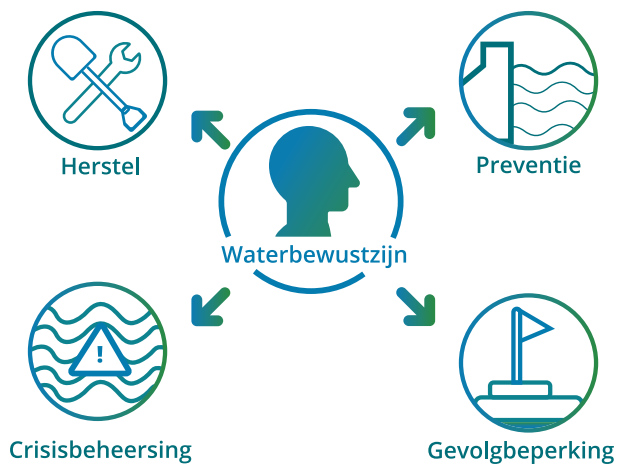 Herstel
Preventie
Waterbewustzijn
!
Crisisbeheersing
Gevolgbeperking